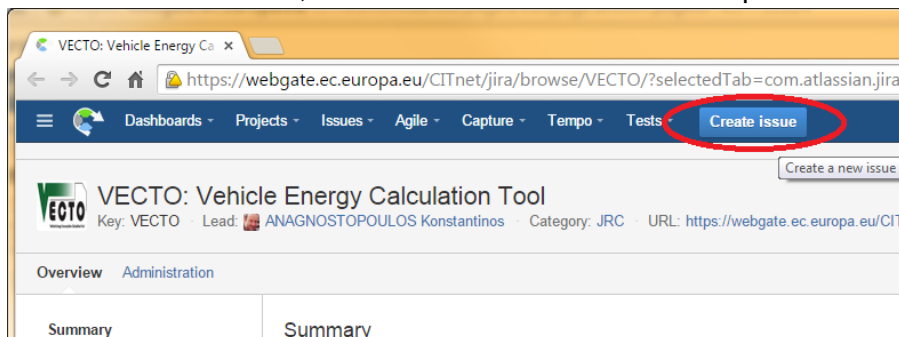 VECTO: Vehicle Energy Ca
https://webgate.ec.europa.eu/CITnet/jira/browse/VECTO/?selectedTab=com.atlassian.jira
Dashboards Projects Issues Agile Capture Tempo Tests Create issue
Create a new issue
VECTO
VECTO: Vehicle Energy Calculation Tool
Key: VECTO · Lead: ANAGNOSTOPOULOS Konstantinos · Category: JRC · URL: https://webgate.ec.europa.eu/CIT
Overview Administration
Summary Summary